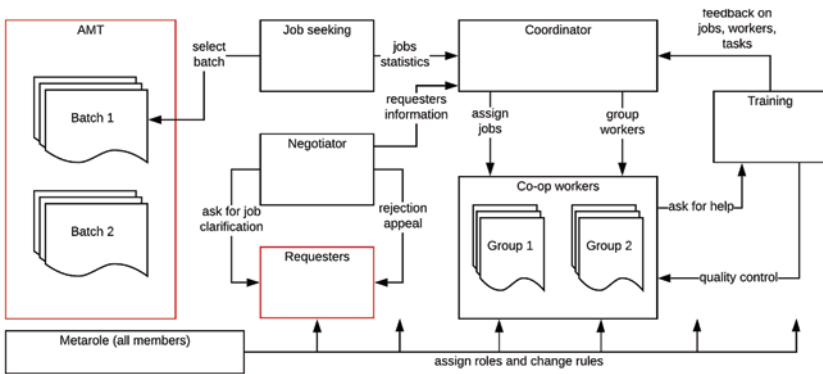 AMT
select
batch
Batch 1
Batch 2
Job seeking
jobs
statistics
requesters
information
Negotiator
ask for job
clarification
rejection
appeal
Requesters
Coordinator
assign
jobs
group
workers
feedback on
jobs, workers,
tasks
Training
Co-op workers
Group 1
Group 2
ask for help
quality control
Metarole (all members)
assign roles and change rules